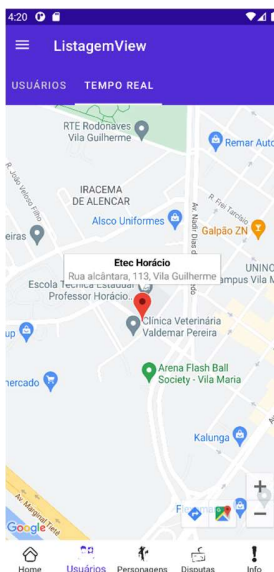 4:20
ListagemView
USUÁRIOS TEMPO REAL
RTE Rodonaves
Vila Guilherme
Remar Auto
R. João Veloso Filho
IRACEMA
DE ALENCAR
R. Frei Tarcísio
Av. Nadir Dias de
Alsco Uniformes
Galpão ZN
eiras
Etec Horácio
Rua alcântara, 113, Vila Guilherme
UNINO
Escola Técnica Estadual
Professor Horácio...
ampus Vila M
Clínica Veterinária
Valdemar Pereira
up
Arena Flash Ball
Society - Vila Maria
mercado
Kalunga
Av. Marginal Tietê
+
−
Google
Home Usuários Personagens Disputas Info